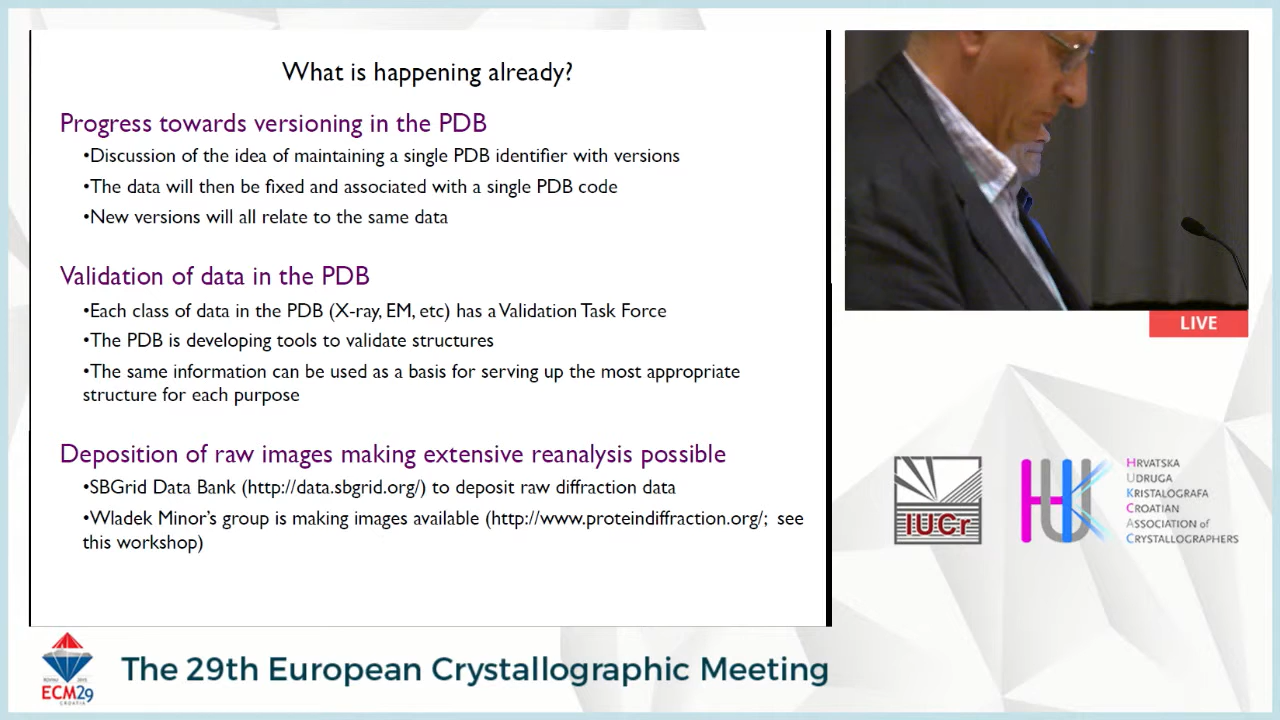 What is happening already?
Progress towards versioning in the PDB
•Discussion of the idea of maintaining a single PDB identifier with versions
•The data will then be fixed and associated with a single PDB code
•New versions will all relate to the same data
Validation of data in the PDB
•Each class of data in the PDB (X-ray, EM, etc) has a Validation Task Force
•The PDB is developing tools to validate structures
•The same information can be used as a basis for serving up the most appropriate
structure for each purpose
Deposition of raw images making extensive reanalysis possible
•SBGrid Data Bank (http://data.sbgrid.org/) to deposit raw diffraction data
•Wladek Minor's group is making images available (http://www.proteindiffraction.org/; see
this workshop)
LIVE
IUCr
HUK
HRVATSKA
UDRUGA
KRISTALOGRAFA
CROATIAN
ASSOCIATION of
CRYSTALLOGRAPHERS
ECM29
CROATIA
The 29th European Crystallographic Meeting